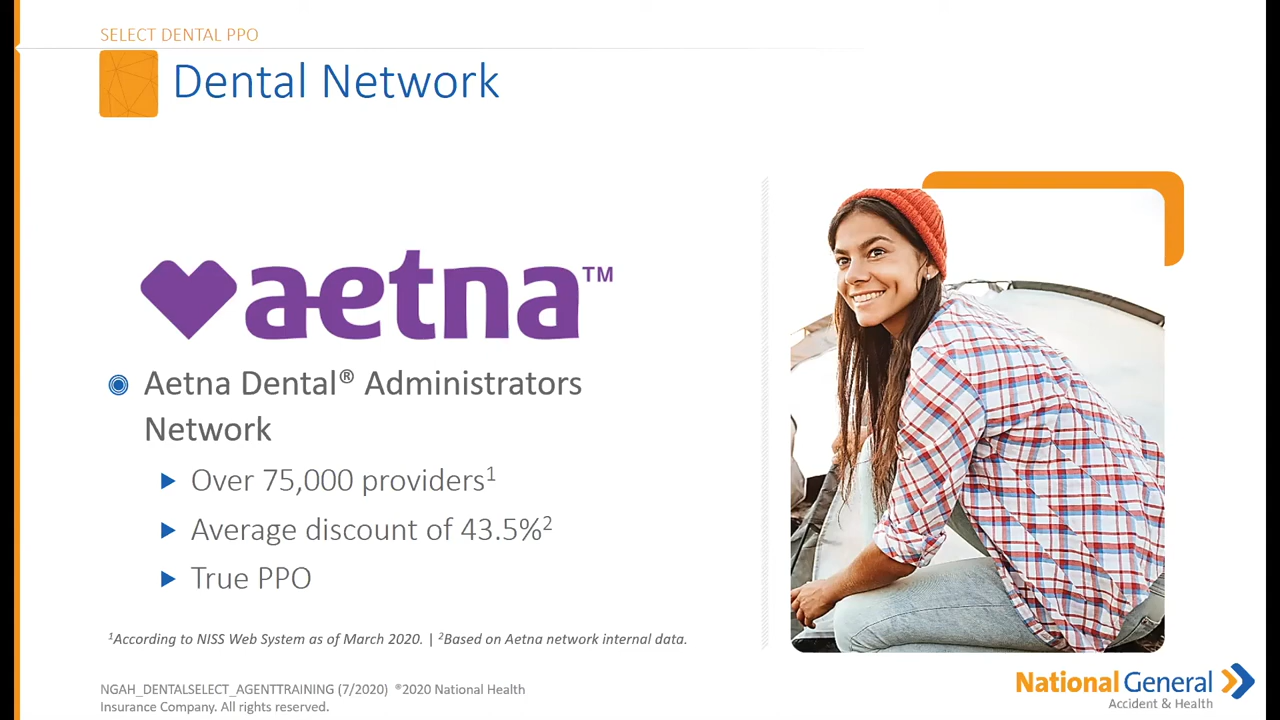 SELECT DENTAL PPO
Dental Network
aetna™
Aetna Dental® Administrators
Network
Over 75,000 providers¹
Average discount of 43.5%²
True PPO
¹According to NISS Web System as of March 2020. | ²Based on Aetna network internal data.
NGAH_DENTALSELECT_AGENTTRAINING (7/2020) ®2020 National Health
Insurance Company. All rights reserved.
National General
Accident & Health